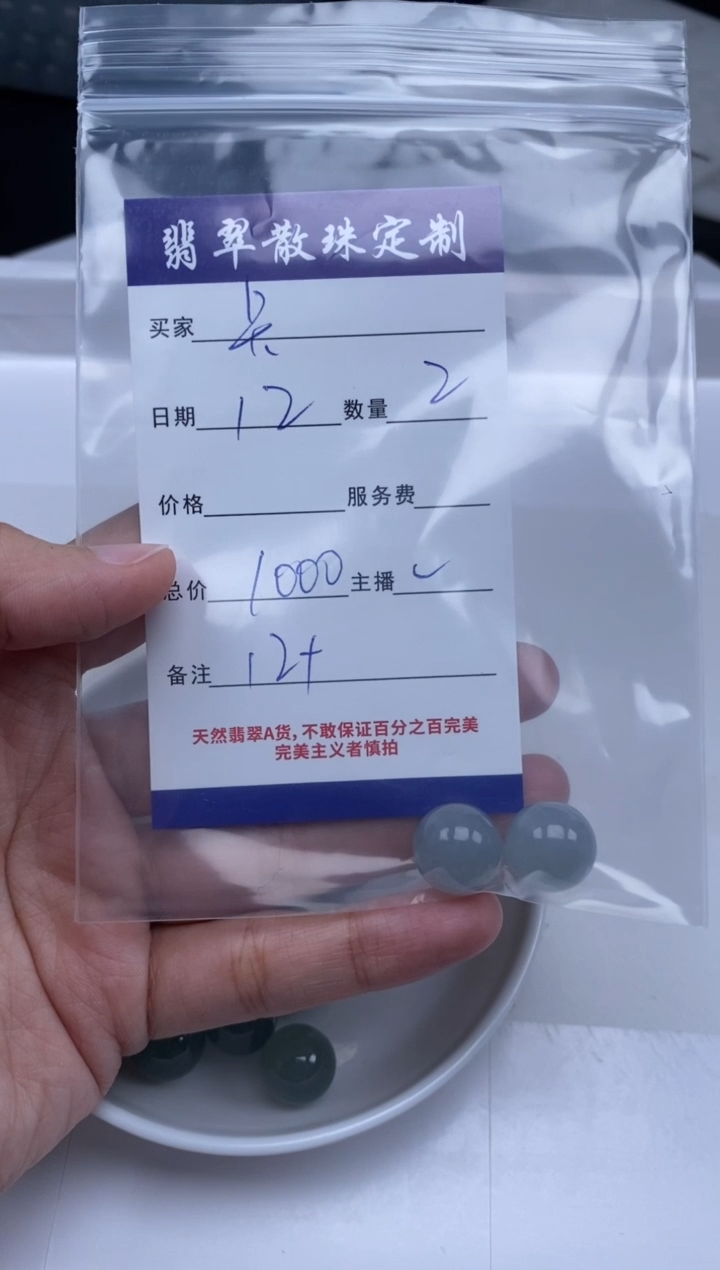 翡翠散珠定制
买家 吴
日期 12 数量 2
价格 服务费
总价 1000 主播 ✓
备注 12+
天然翡翠A货,不敢保证百分之百完美
完美主义者慎拍